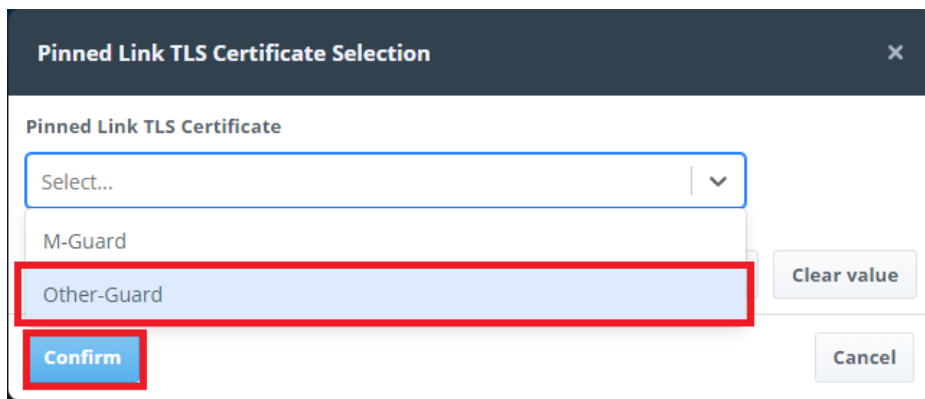 Pinned Link TLS Certificate Selection ×
Pinned Link TLS Certificate
Select...
M-Guard
Clear value
Other-Guard
Confirm
Cancel